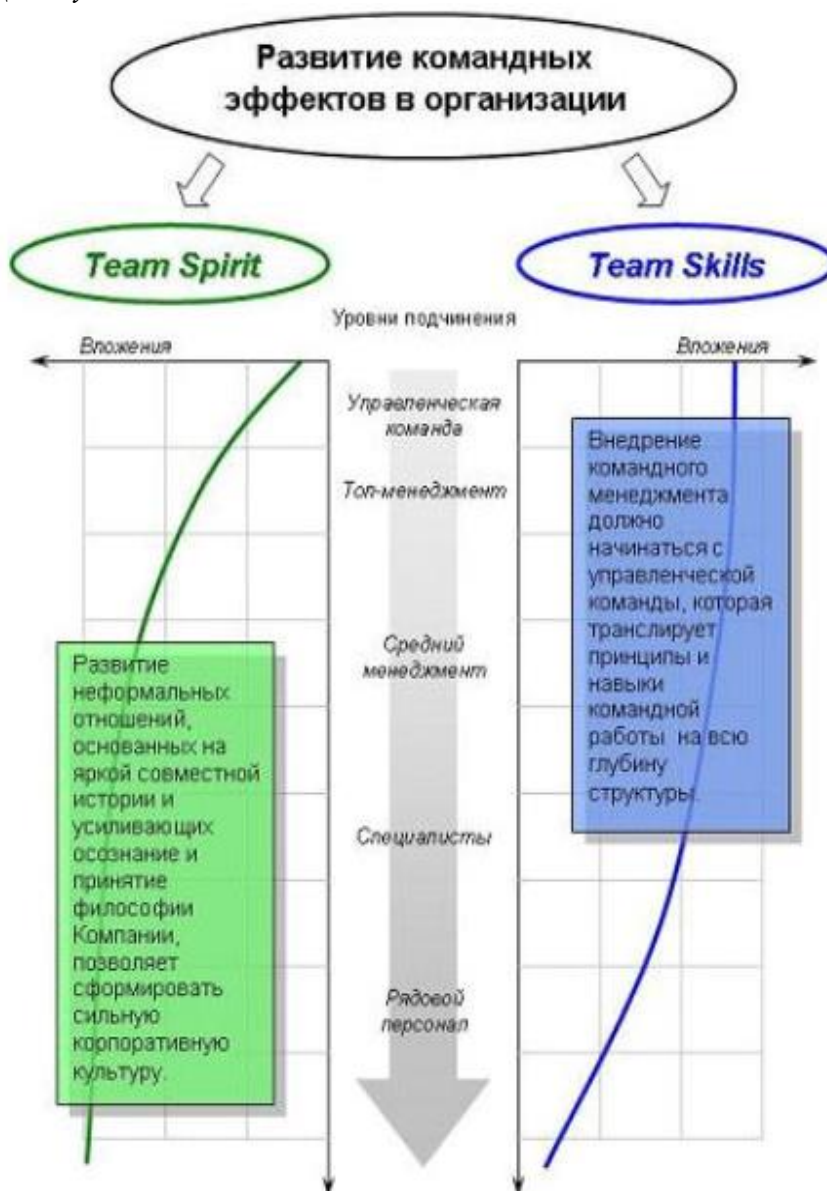 Развитие командных
эффектов в организации
Team Spirit
Team Skills
Уровни подчинения
Вложения
Вложения
Управленческая
команда
Топ-менеджмент
Средний
менеджмент
Специалисты
Рядовой
персонал
Развитие
неформальных
отношений,
основанных на
яркой совместной
истории и
усиливающих
осознание и
принятие
философии
Компании,
позволяет
сформировать
сильную
корпоративную
культуру.
Внедрение
командного
менеджмента
должно
начинаться с
управленческой
команды, которая
транслирует
принципы и
навыки
командной
работы на всю
глубину
структуры.